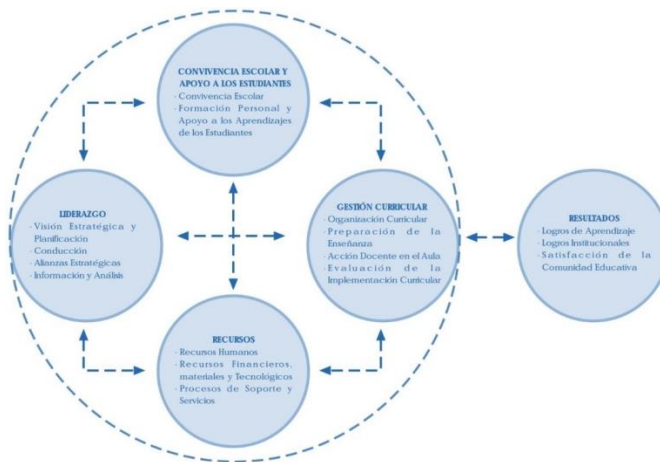 CONVIVENCIA ESCOLAR Y
APOYO A LOS ESTUDIANTES
- Convivencia Escolar
- Formación Personal y
Apoyo a los Aprendizajes
de los Estudiantes
LIDERAZGO
- Visión Estratégica y
Planificación
- Conducción
- Alianzas Estratégicas
- Información y Análisis
GESTIÓN CURRICULAR
- Organización Curricular
- Preparación de la
Enseñanza
- Acción Docente en el Aula
- Evaluación de la
Implementación Curricular
RESULTADOS
- Logros de Aprendizaje
- Logros Institucionales
- Satisfacción de la
Comunidad Educativa
RECURSOS
- Recursos Humanos
- Recursos Financieros,
materiales y Tecnológicos
- Procesos de Soporte y
Servicios